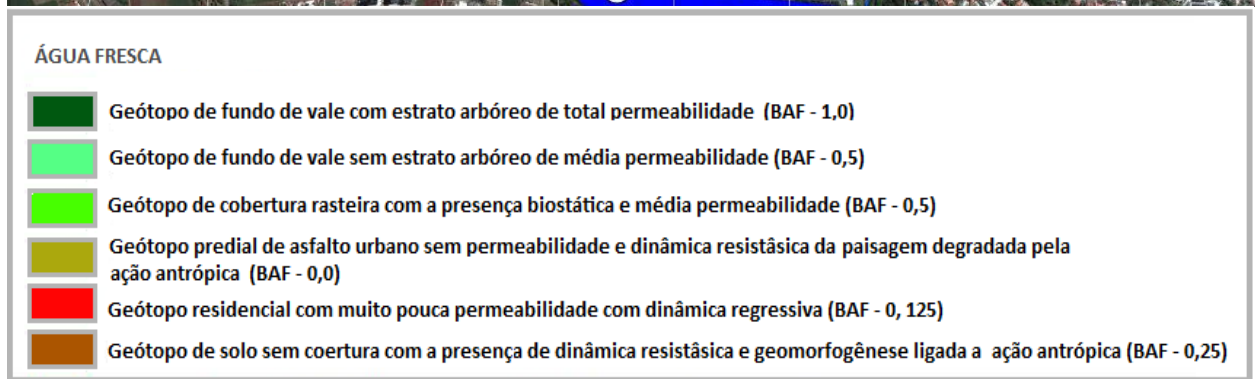 ÁGUA FRESCA
Geótopo de fundo de vale com estrato arbóreo de total permeabilidade (BAF - 1,0)
Geótopo de fundo de vale sem estrato arbóreo de média permeabilidade (BAF - 0,5)
Geótopo de cobertura rasteira com a presença biostática e média permeabilidade (BAF - 0,5)
Geótopo predial de asfalto urbano sem permeabilidade e dinâmica resistâsica da paisagem degradada pela
ação antrópica (BAF - 0,0)
Geótopo residencial com muito pouca permeabilidade com dinâmica regressiva (BAF - 0, 125)
Geótopo de solo sem coertura com a presença de dinâmica resistâsica e geomorfogênese ligada a ação antrópica (BAF - 0,25)